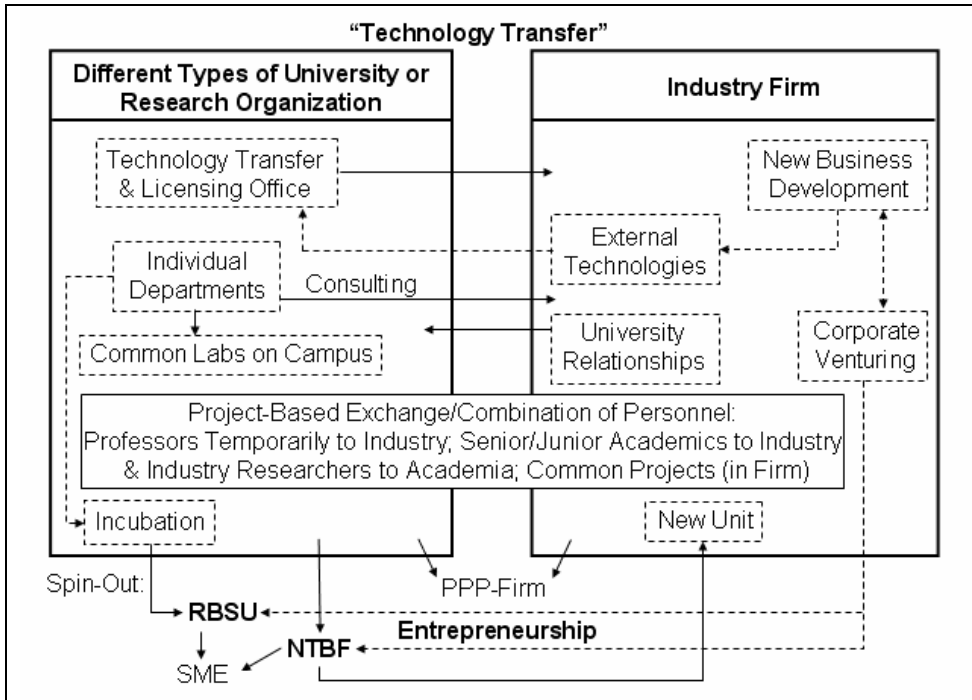 “Technology Transfer”
Different Types of University or
Research Organization
Technology Transfer
& Licensing Office
Individual
Departments
Consulting
Common Labs on Campus
Industry Firm
New Business
Development
External
Technologies
University
Relationships
Corporate
Venturing
Project-Based Exchange/Combination of Personnel:
Professors Temporarily to Industry; Senior/Junior Academics to Industry
& Industry Researchers to Academia; Common Projects (in Firm)
Incubation
New Unit
Spin-Out:
PPP-Firm
RBSU
Entrepreneurship
NTBF
SME